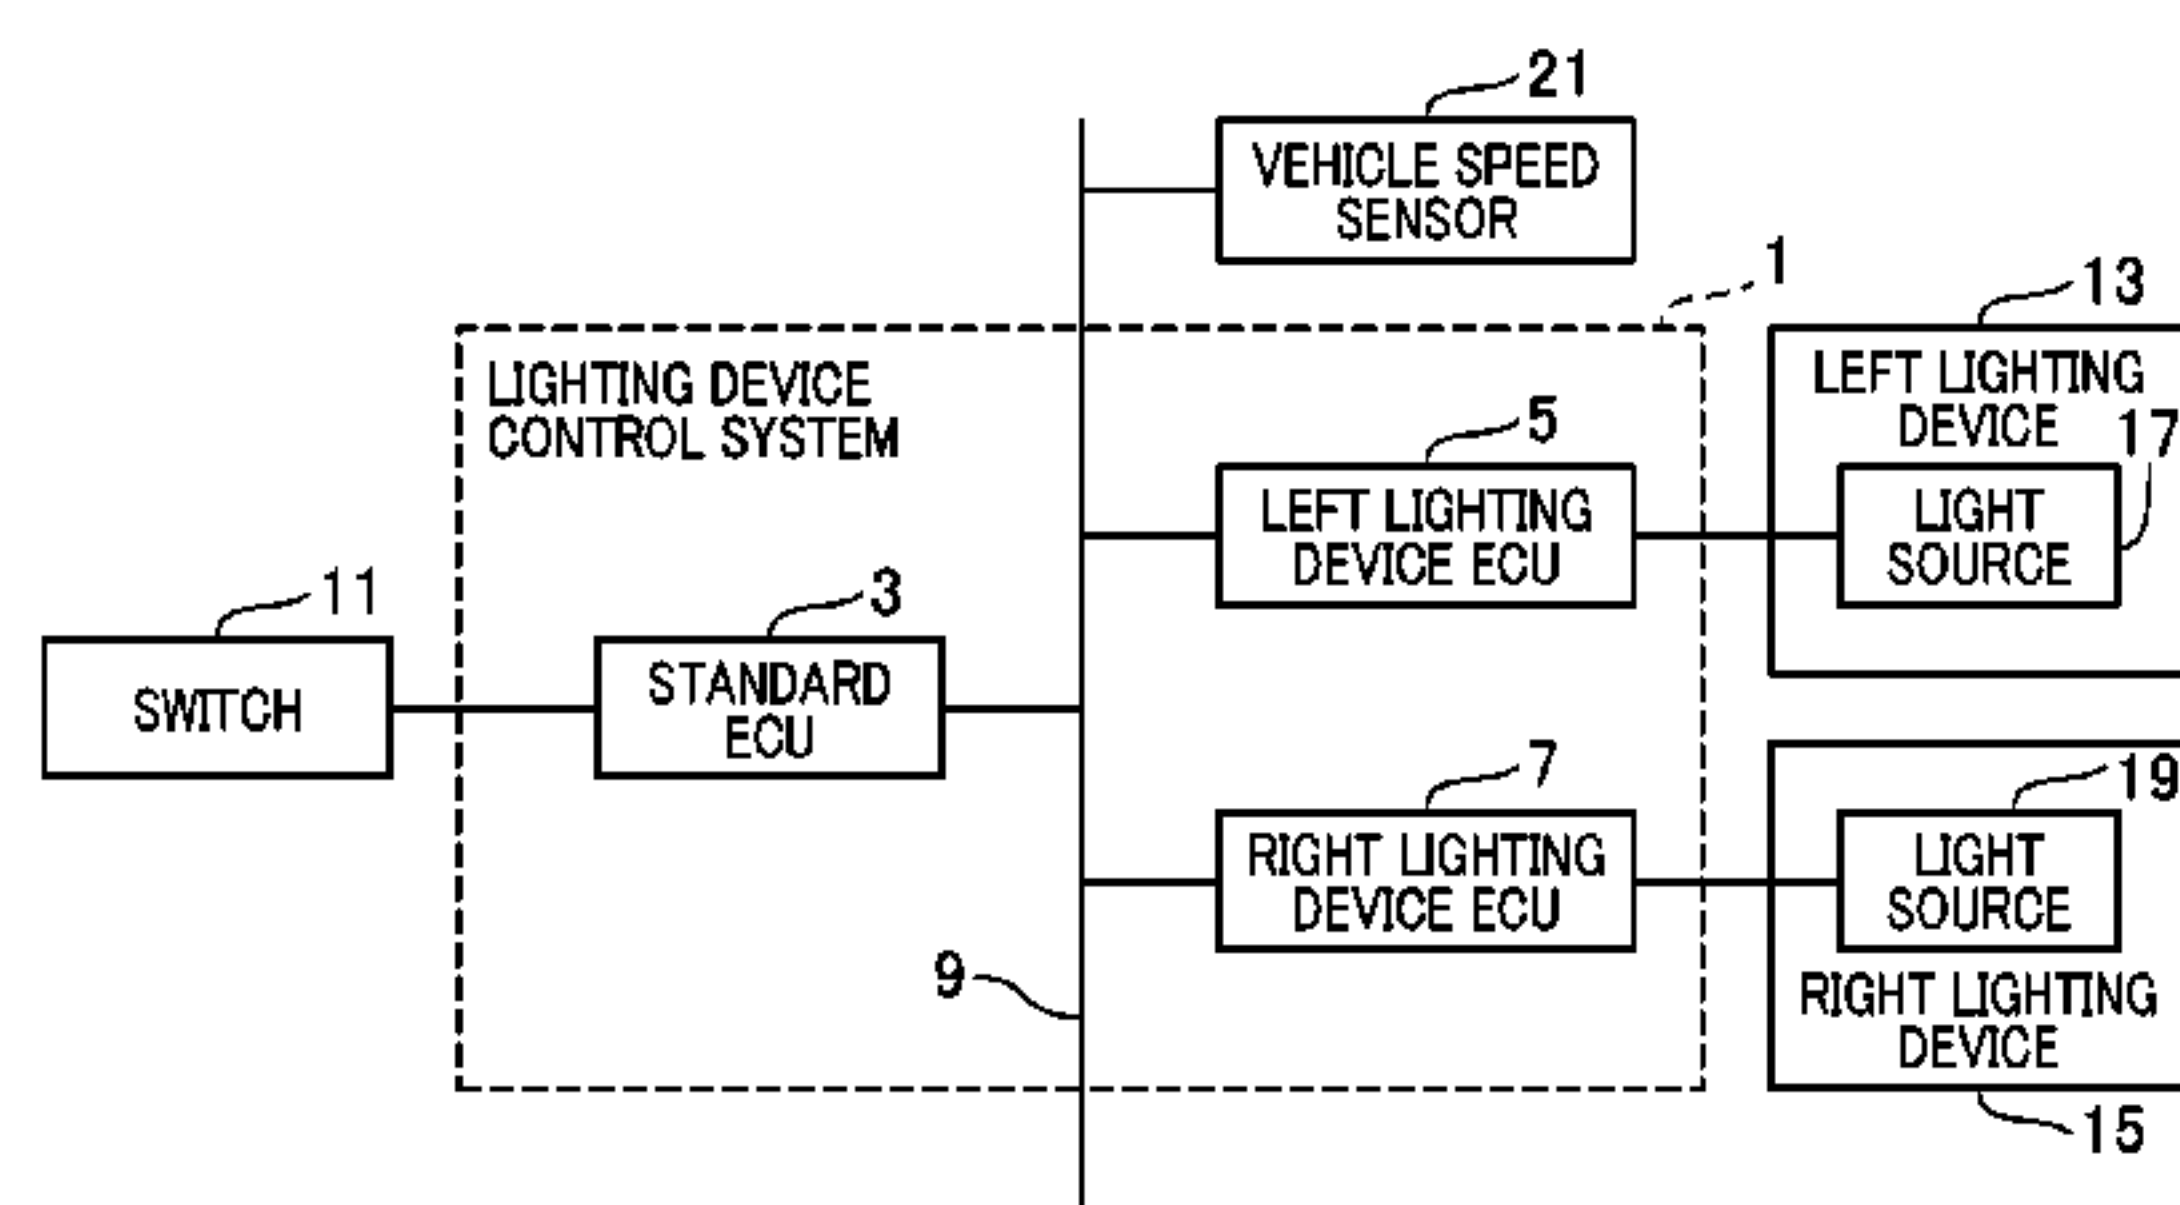 21
VEHICLE SPEED
SENSOR
1
13
LIGHTING DEVICE
CONTROL SYSTEM
LEFT LIGHTING
DEVICE
17
5
LEFT LIGHTING
DEVICE ECU
LIGHT
SOURCE
11
SWITCH
3
STANDARD
ECU
7
RIGHT LIGHTING
DEVICE ECU
19
LIGHT
SOURCE
RIGHT LIGHTING
DEVICE
9
15